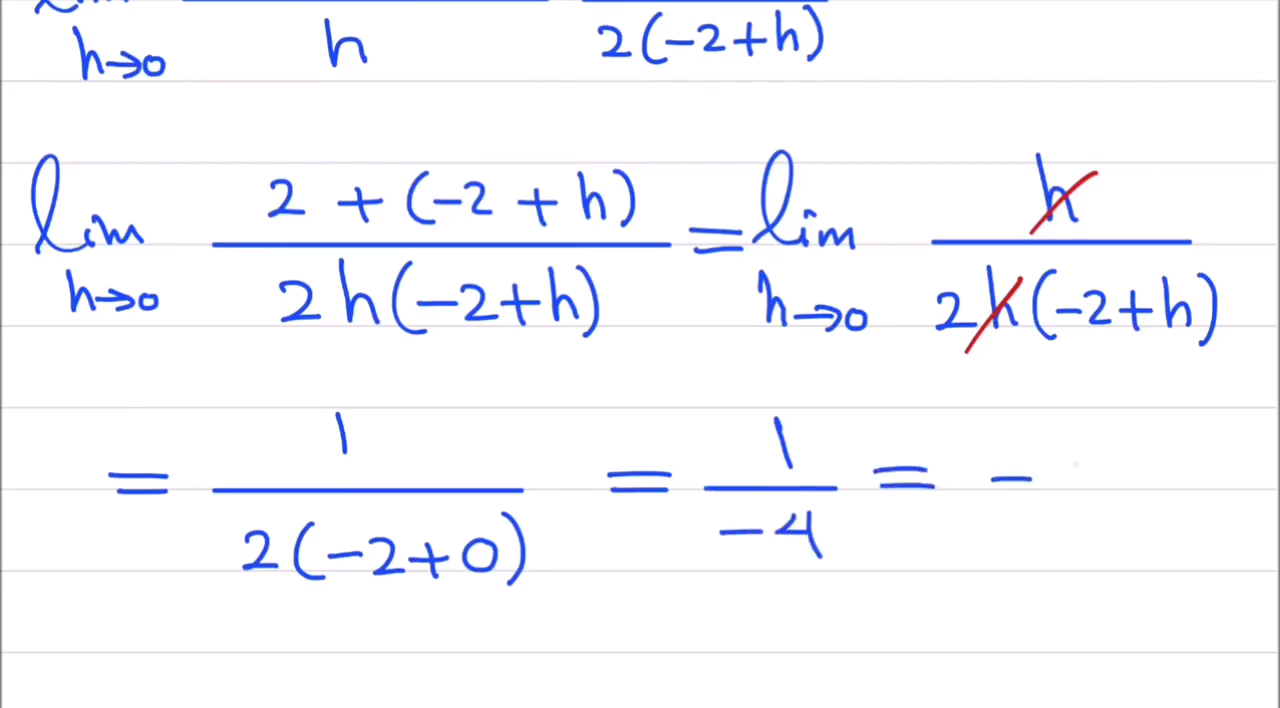 h→0 h 2(-2+h)
lim 2 + (-2 + h) = lim h
h→0 2h(-2+h) h→0 2h(-2+h)
= 1 = 1 = -
2(-2+0) -4